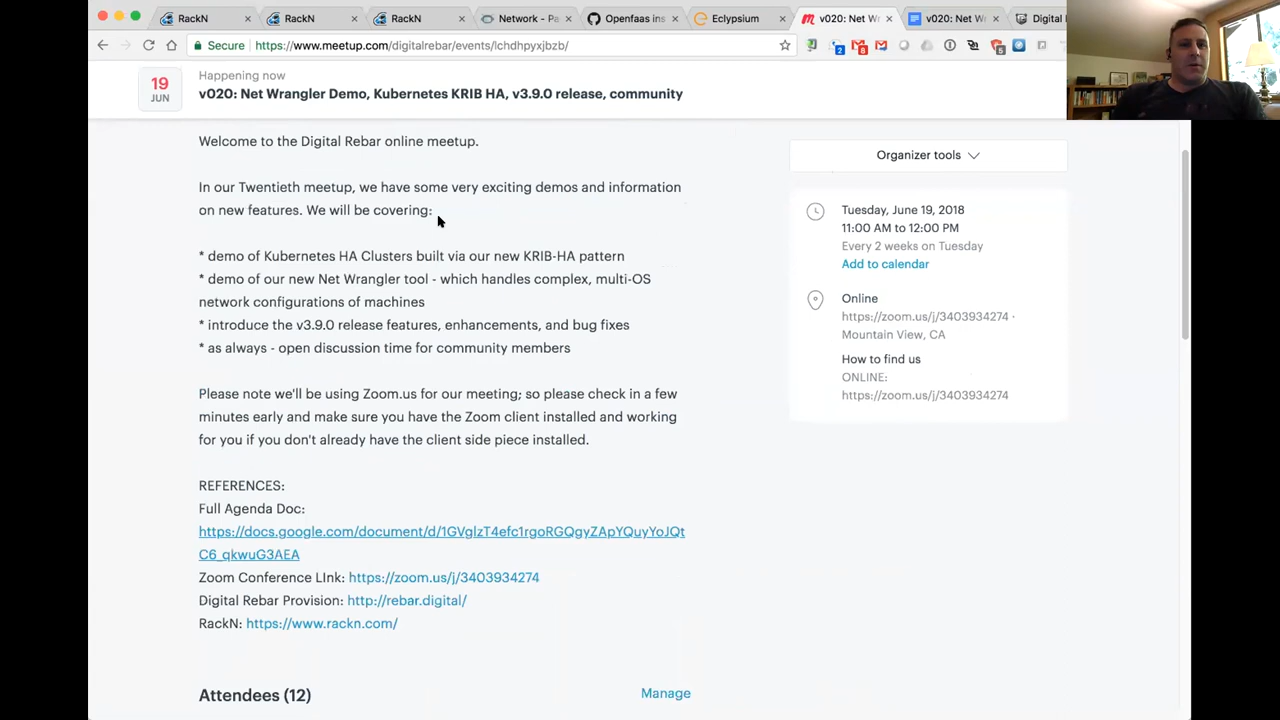 RackN
RackN
RackN
Network - Pa
Openfaas ins
Eclypsium
v020: Net W
v020: Net W
Digital
Secure
https://www.meetup.com/digitalrebar/events/lchdhpyxjbzb/
19
JUN
Happening now
v020: Net Wrangler Demo, Kubernetes KRIB HA, v3.9.0 release, community
Welcome to the Digital Rebar online meetup.
In our Twentieth meetup, we have some very exciting demos and information
on new features. We will be covering:
* demo of Kubernetes HA Clusters built via our new KRIB-HA pattern
* demo of our new Net Wrangler tool - which handles complex, multi-OS
network configurations of machines
* introduce the v3.9.0 release features, enhancements, and bug fixes
* as always - open discussion time for community members
Please note we'll be using Zoom.us for our meeting; so please check in a few
minutes early and make sure you have the Zoom client installed and working
for you if you don't already have the client side piece installed.
REFERENCES:
Full Agenda Doc:
https://docs.google.com/document/d/1GVglzT4efc1rgoRGQgyZApYQuyYoJQt
C6_qkwuG3AEA
Zoom Conference LInk: https://zoom.us/j/3403934274
Digital Rebar Provision: http://rebar.digital/
RackN: https://www.rackn.com/
Attendees (12)
Manage
Organizer tools
Tuesday, June 19, 2018
11:00 AM to 12:00 PM
Every 2 weeks on Tuesday
Add to calendar
Online
https://zoom.us/j/3403934274 ·
Mountain View, CA
How to find us
ONLINE:
https://zoom.us/j/3403934274